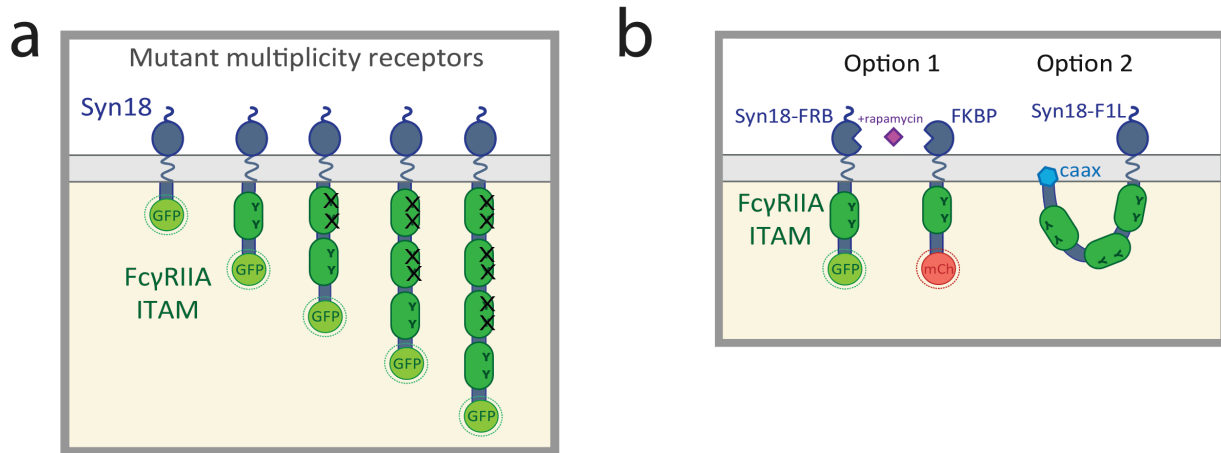 a
Mutant multiplicity receptors
Syn18
GFP
Y
Y
GFP
X
X
Y
Y
GFP
X
X
X
X
Y
Y
GFP
X
X
X
X
X
X
Y
Y
GFP
FcγRIIA
ITAM
b
Option 1
Option 2
Syn18-FRB
+rapamycin
FKBP
Syn18-F1L
caax
FcγRIIA
ITAM
Y
Y
GFP
Y
Y
mCh
Y
Y
Y
Y
Y
Y